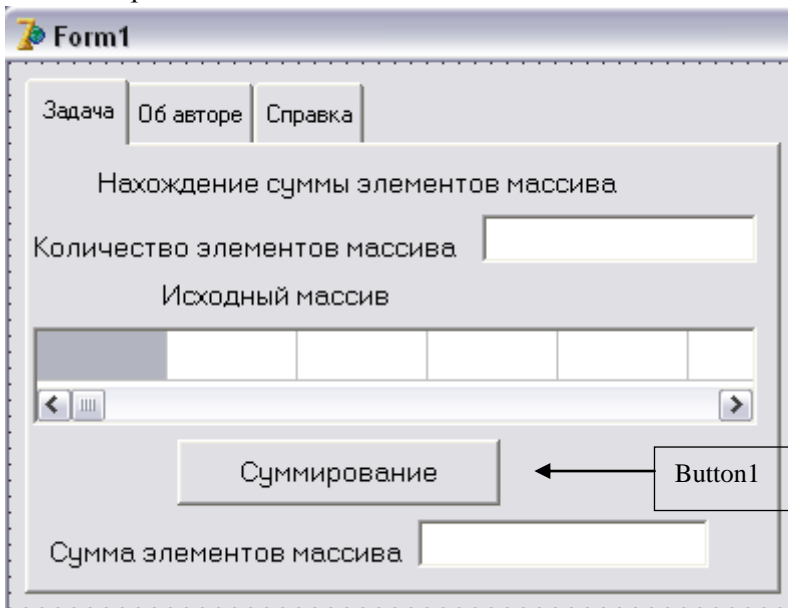 Form1
Задача Об авторе Справка
Нахождение суммы элементов массива
Количество элементов массива
Исходный массив
Суммирование
Button1
Сумма элементов массива